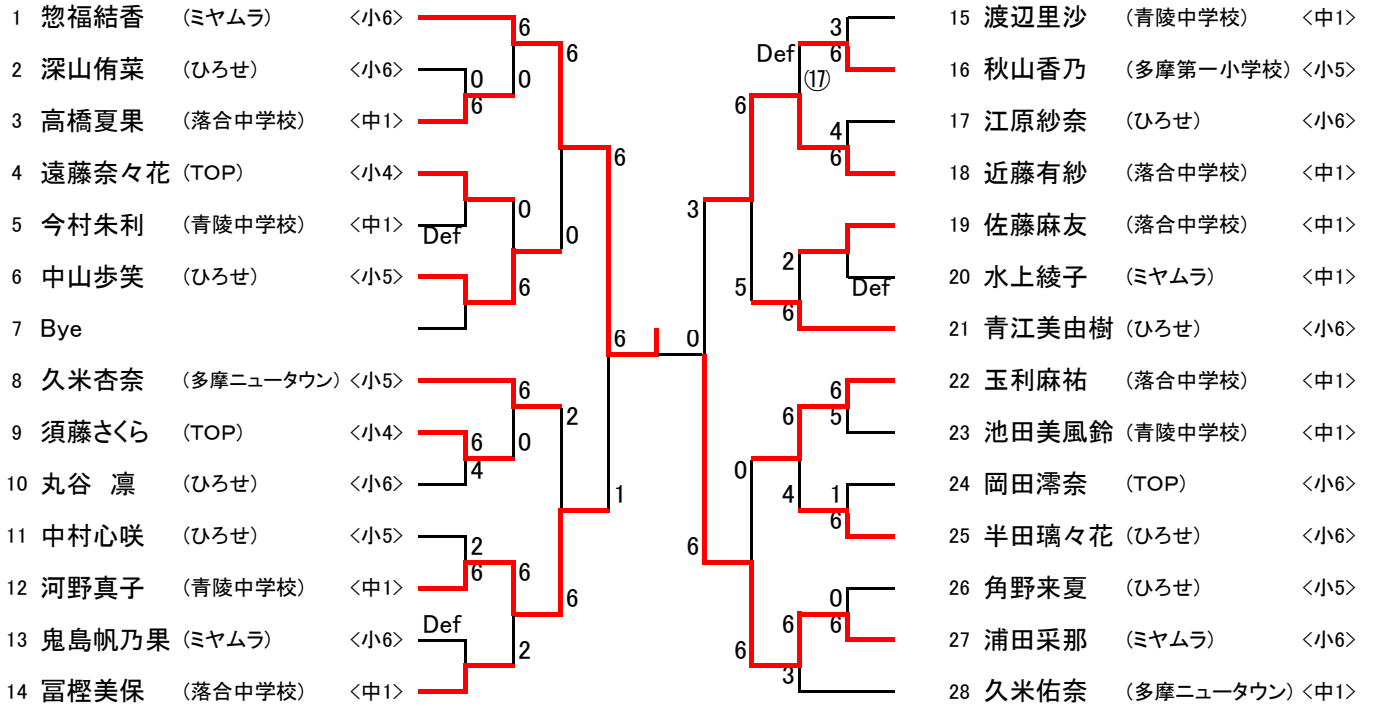 1 惣福結香 (ミヤムラ) <小6>
2 深山侑菜 (ひろせ) <小6>
3 高橋夏果 (落合中学校) <中1>
4 遠藤奈々花 (TOP) <小4>
5 今村朱利 (青陵中学校) <中1>
6 中山歩笑 (ひろせ) <小5>
7 Bye
8 久米杏奈 (多摩ニュータウン) <小5>
9 須藤さくら (TOP) <小4>
10 丸谷 凛 (ひろせ) <小6>
11 中村心咲 (ひろせ) <小5>
12 河野真子 (青陵中学校) <中1>
13 鬼島帆乃果 (ミヤムラ) <小6>
14 冨樫美保 (落合中学校) <中1>
6
6
0
0
6
6
0
Def
0
6
6
6
2
6
0
4
1
2
6
6
6
Def
2
0
3
Def
6
⑰
6
4
6
3
2
5
Def
6
6
6
5
0
4
1
6
6
0
6
6
6
3
15 渡辺里沙 (青陵中学校) <中1>
16 秋山香乃 (多摩第一小学校) <小5>
17 江原紗奈 (ひろせ) <小6>
18 近藤有紗 (落合中学校) <中1>
19 佐藤麻友 (落合中学校) <中1>
20 水上綾子 (ミヤムラ) <中1>
21 青江美由樹 (ひろせ) <小6>
22 玉利麻祐 (落合中学校) <中1>
23 池田美風鈴 (青陵中学校) <中1>
24 岡田澪奈 (TOP) <小6>
25 半田璃々花 (ひろせ) <小6>
26 角野来夏 (ひろせ) <小5>
27 浦田采那 (ミヤムラ) <小6>
28 久米佑奈 (多摩ニュータウン) <中1>